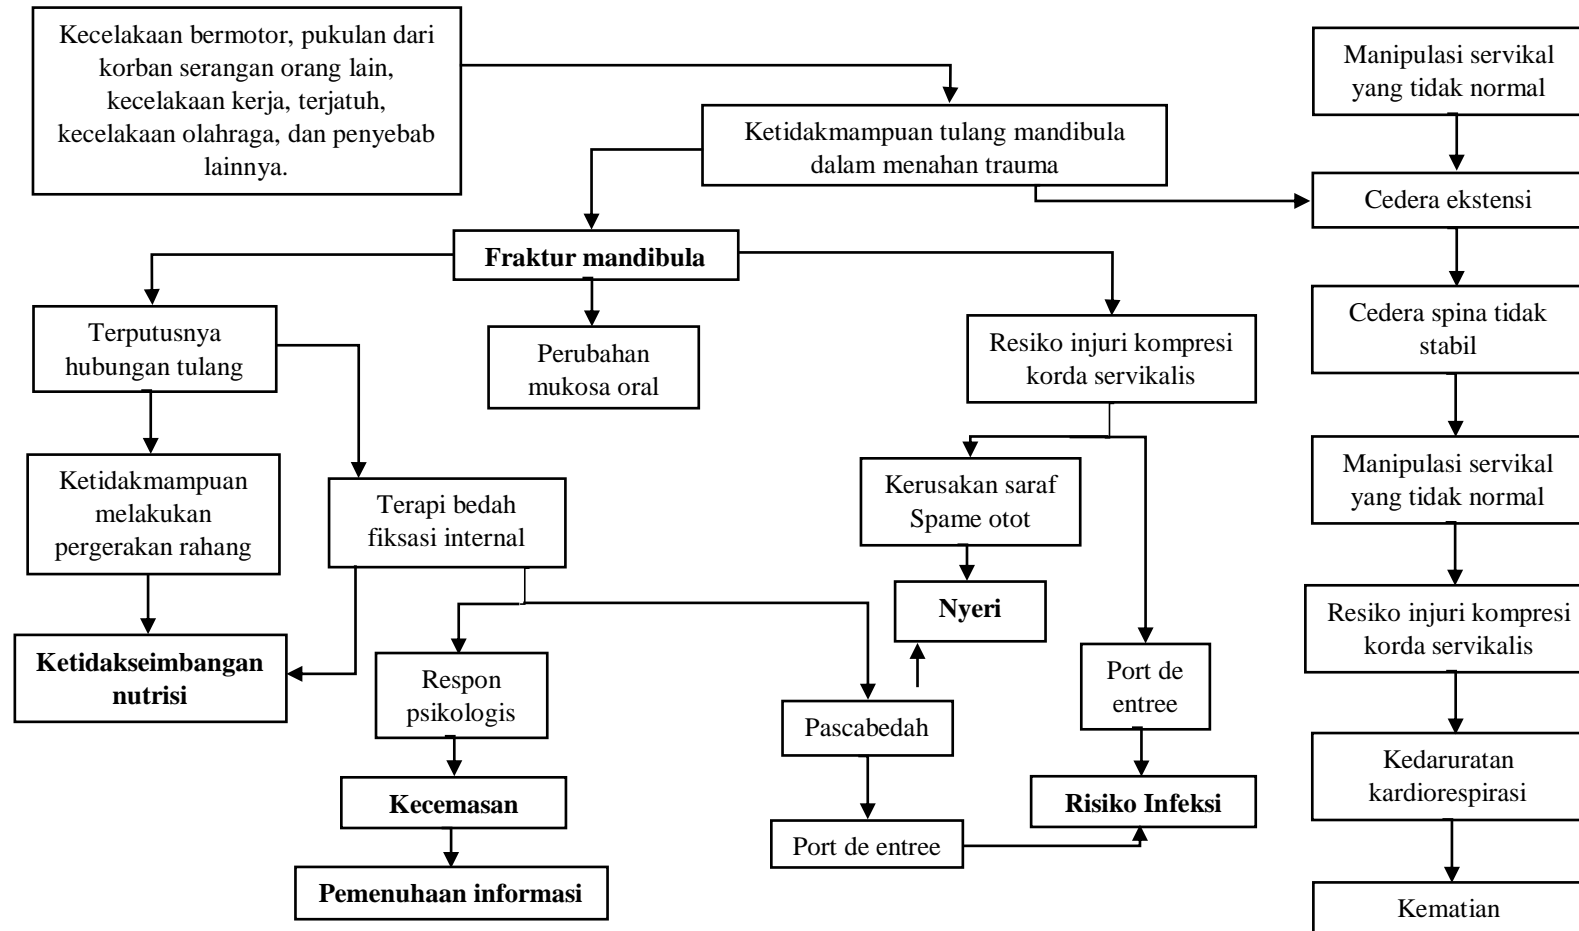 Kecelakaan bermotor, pukulan dari
korban serangan orang lain,
kecelakaan kerja, terjatuh,
kecelakaan olahraga, dan penyebab
lainnya.
Manipulasi servikal
yang tidak normal
Ketidakmampuan tulang mandibula
dalam menahan trauma
Cedera ekstensi
Fraktur mandibula
Terputusnya
hubungan tulang
Perubahan
mukosa oral
Resiko injuri kompresi
korda servikalis
Cedera spina tidak
stabil
Ketidakmampuan
melakukan
pergerakan rahang
Terapi bedah
fiksasi internal
Kerusakan saraf
Spame otot
Manipulasi servikal
yang tidak normal
Nyeri
Resiko injuri kompresi
korda servikalis
Ketidakseimbangan
nutrisi
Respon
psikologis
Pascabedah
Port de
entree
Kedaruratan
kardiorespirasi
Kecemasan
Risiko Infeksi
Port de entree
Pemenuhaan informasi
Kematian